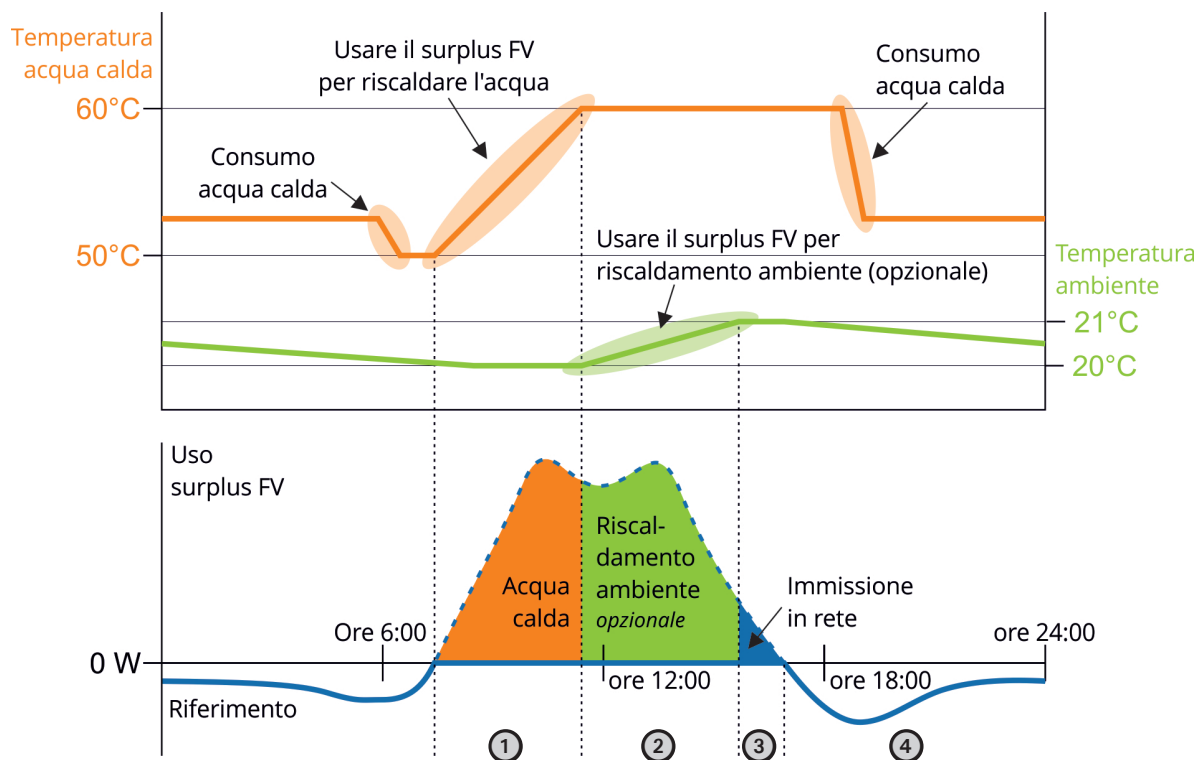 Temperatura
acqua calda
60°C
50°C
Usare il surplus FV
per riscaldare l'acqua
Consumo
acqua calda
Consumo
acqua calda
Usare il surplus FV per
riscaldamento ambiente (opzionale)
Temperatura
ambiente
21°C
20°C
Uso
surplus FV
Acqua
calda
Riscal-
damento
ambiente
opzionale
Immissione
in rete
Ore 6:00
ore 24:00
0 W
ore 12:00
ore 18:00
Riferimento
1
2
3
4